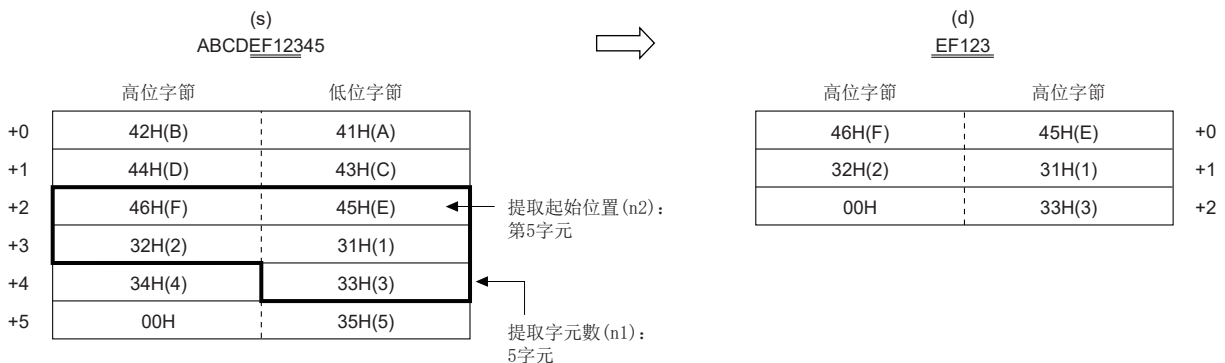 (s)
ABCDEF12345
高位字節 低位字節
+0 42H(B) 41H(A)
+1 44H(D) 43H(C)
+2 46H(F) 45H(E)
+3 32H(2) 31H(1)
+4 34H(4) 33H(3)
+5 00H 35H(5)
提取起始位置(n2)：
第5字元
提取字元數(n1)：
5字元
(d)
EF123
高位字節 高位字節
46H(F) 45H(E) +0
32H(2) 31H(1) +1
00H 33H(3) +2